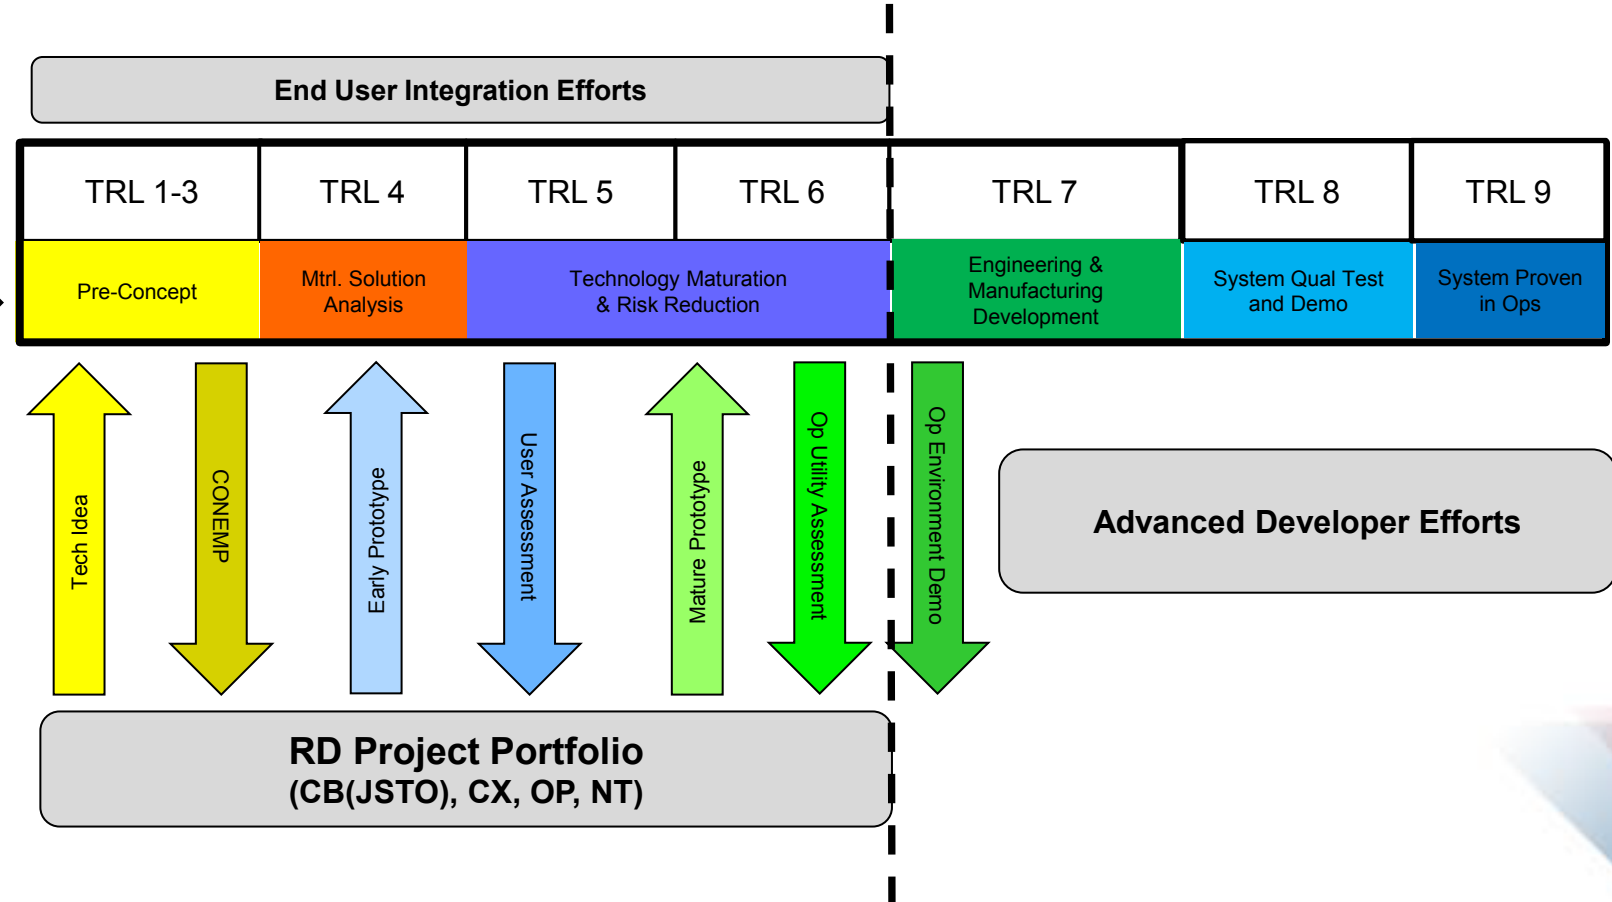 End User Integration Efforts
TRL 1-3
TRL 4
TRL 5
TRL 6
TRL 7
TRL 8
TRL 9
Pre-Concept
Mtrl. Solution
Analysis
Technology Maturation
& Risk Reduction
Engineering &
Manufacturing
Development
System Qual Test
and Demo
System Proven
in Ops
Tech Idea
CONEMP
Early Prototype
User Assessment
Mature Prototype
Op Utility Assessment
Op Environment Demo
Advanced Developer Efforts
RD Project Portfolio
(CB(JSTO), CX, OP, NT)